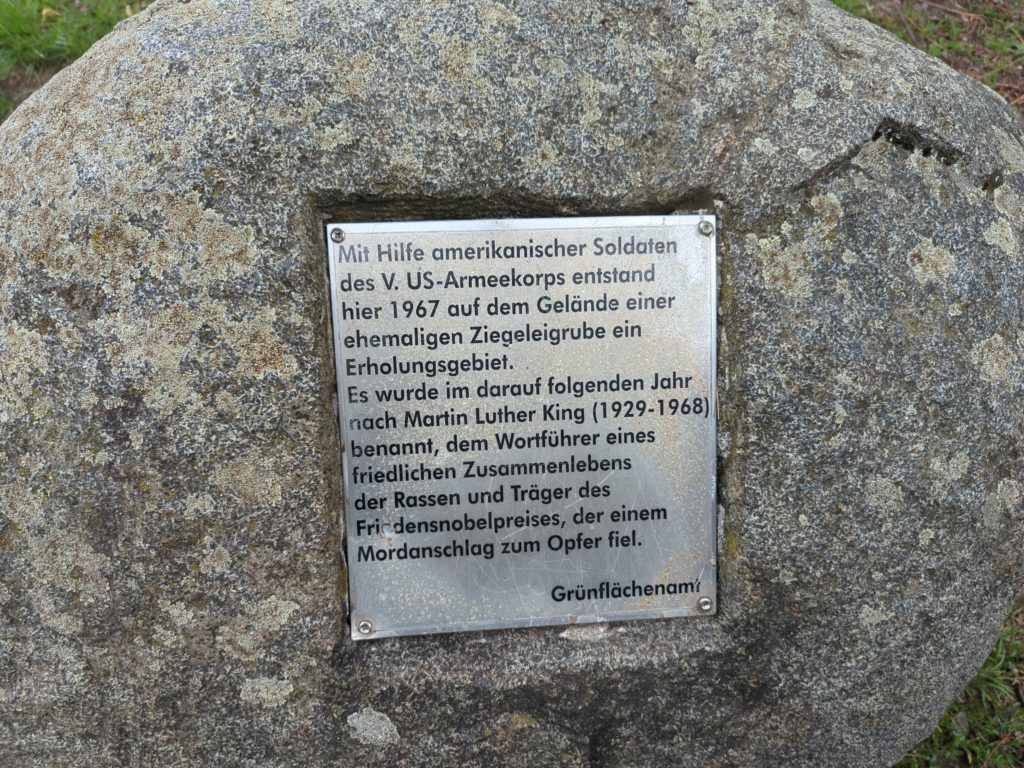 Mit Hilfe amerikanischer Soldaten
des V. US-Armeekorps entstand
hier 1967 auf dem Gelände einer
ehemaligen Ziegeleigrube ein
Erholungsgebiet.
Es wurde im darauf folgenden Jahr
nach Martin Luther King (1929-1968)
benannt, dem Wortführer eines
friedlichen Zusammenlebens
der Rassen und Träger des
Friedensnobelpreises, der einem
Mordanschlag zum Opfer fiel.
Grünflächenamt